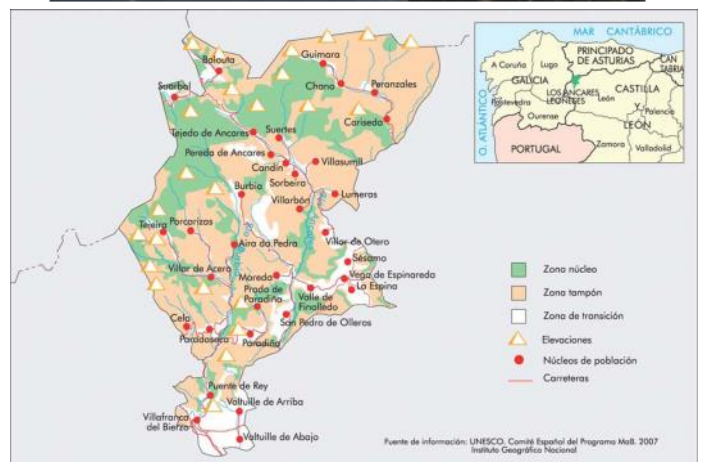 Balouta
Guimara
Suarbol
Chano
Peranzales
Cariseda
Tejedo de Ancares
Suertes
Pereda de Ancares
Candín
Villasumil
Sorbeira
Burbia
Lumeras
Villarbón
Tejeira
Porcarizas
Villar de Otero
Aira da Pedra
Sésamo
Villar de Acero
Moreda
Vega de Espinareda
La Espina
Prado de
Paradiña
Valle de
Finolledo
San Pedro de Olleros
Cela
Paradaseca
Paradiña
Puente de Rey
Valtuille de Arriba
Villafranca
del Bierzo
Valtuille de Abajo
MAR CANTÁBRICO
PRINCIPADO
DE ASTURIAS
CAN
TABRIA
A Coruña
Lugo
GALICIA
LOS ANCARES
LEONESES
León
CASTILLA
Y
LEÓN
Palencia
Pontevedra
Ourense
O. ATLÁNTICO
PORTUGAL
Zamora
Valladolid
Zona núcleo
Zona tampón
Zona de transición
Elevaciones
Núcleos de población
Carreteras
Fuente de información: UNESCO. Comité Español del Programa MaB. 2007
Instituto Geográfico Nacional